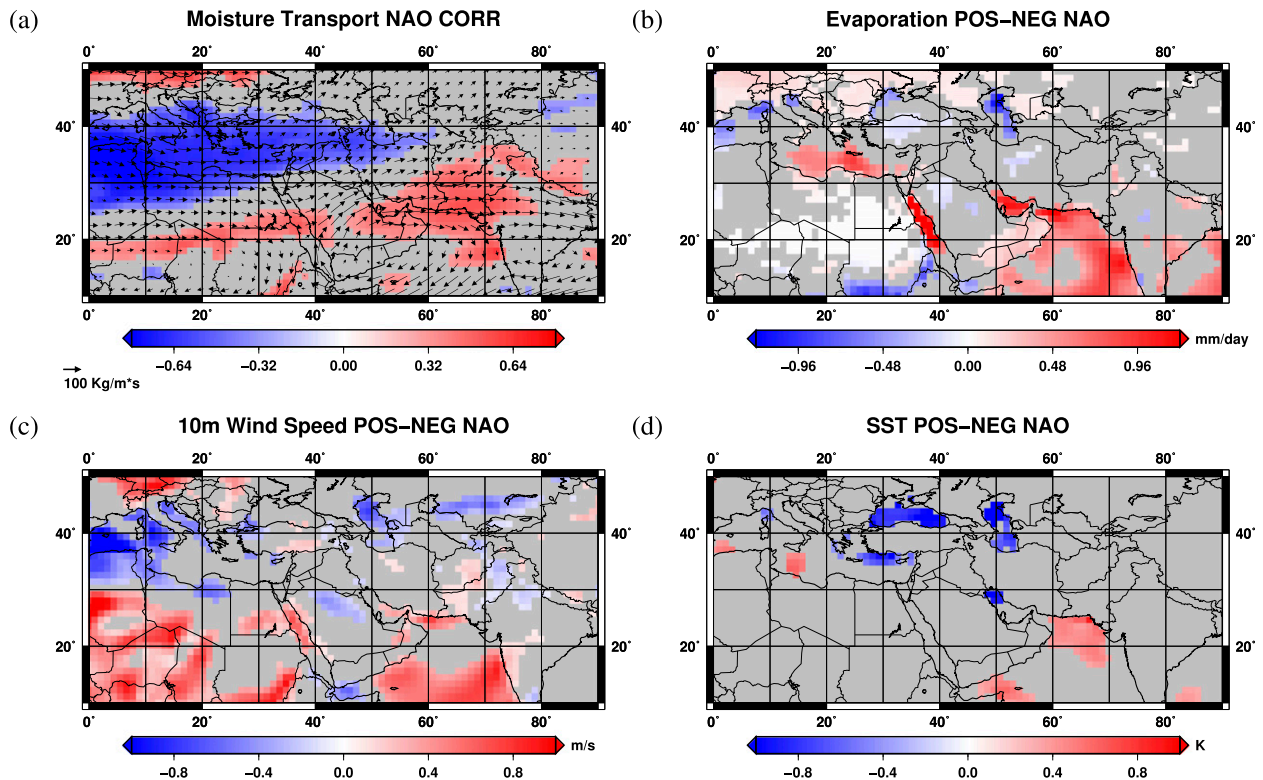 (a)
Moisture Transport NAO CORR
0˚ 20˚ 40˚ 60˚ 80˚
40˚ 40˚
20˚ 20˚
0˚ 20˚ 40˚ 60˚ 80˚
−0.64 −0.32 0.00 0.32 0.64
100 Kg/m*s
(b)
Evaporation POS−NEG NAO
0˚ 20˚ 40˚ 60˚ 80˚
40˚ 40˚
20˚ 20˚
0˚ 20˚ 40˚ 60˚ 80˚
mm/day
−0.96 −0.48 0.00 0.48 0.96
(c)
10m Wind Speed POS−NEG NAO
0˚ 20˚ 40˚ 60˚ 80˚
40˚ 40˚
20˚ 20˚
0˚ 20˚ 40˚ 60˚ 80˚
m/s
−0.8 −0.4 0.0 0.4 0.8
(d)
SST POS−NEG NAO
0˚ 20˚ 40˚ 60˚ 80˚
40˚ 40˚
20˚ 20˚
0˚ 20˚ 40˚ 60˚ 80˚
K
−0.8 −0.4 0.0 0.4 0.8